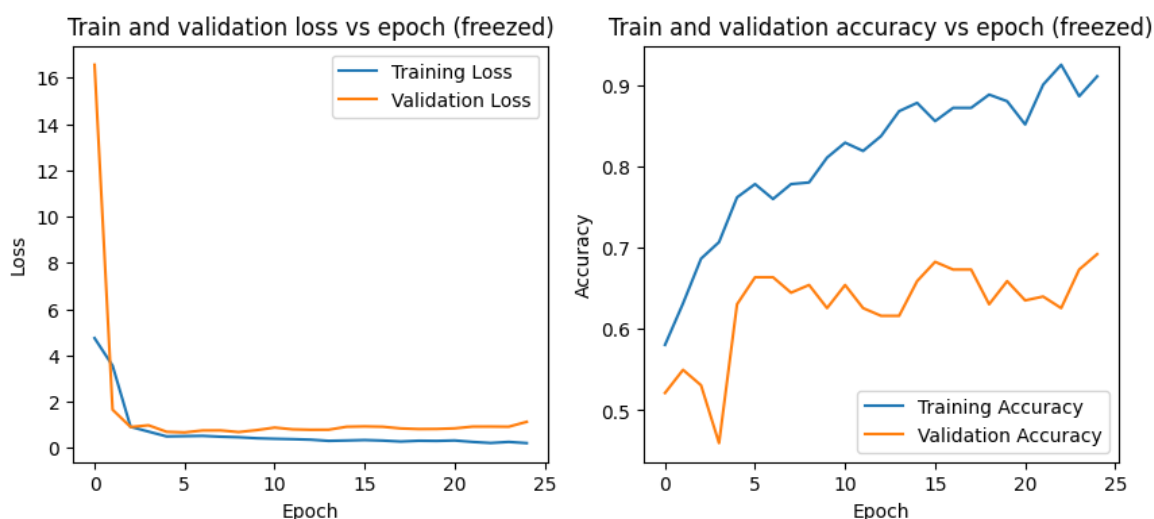 Train and validation loss vs epoch (freezed)
16
14
12
10
8
6
4
2
0
Loss
Training Loss
Validation Loss
0 5 10 15 20 25
Epoch
Train and validation accuracy vs epoch (freezed)
0.9
0.8
0.7
0.6
0.5
Accuracy
Training Accuracy
Validation Accuracy
0 5 10 15 20 25
Epoch